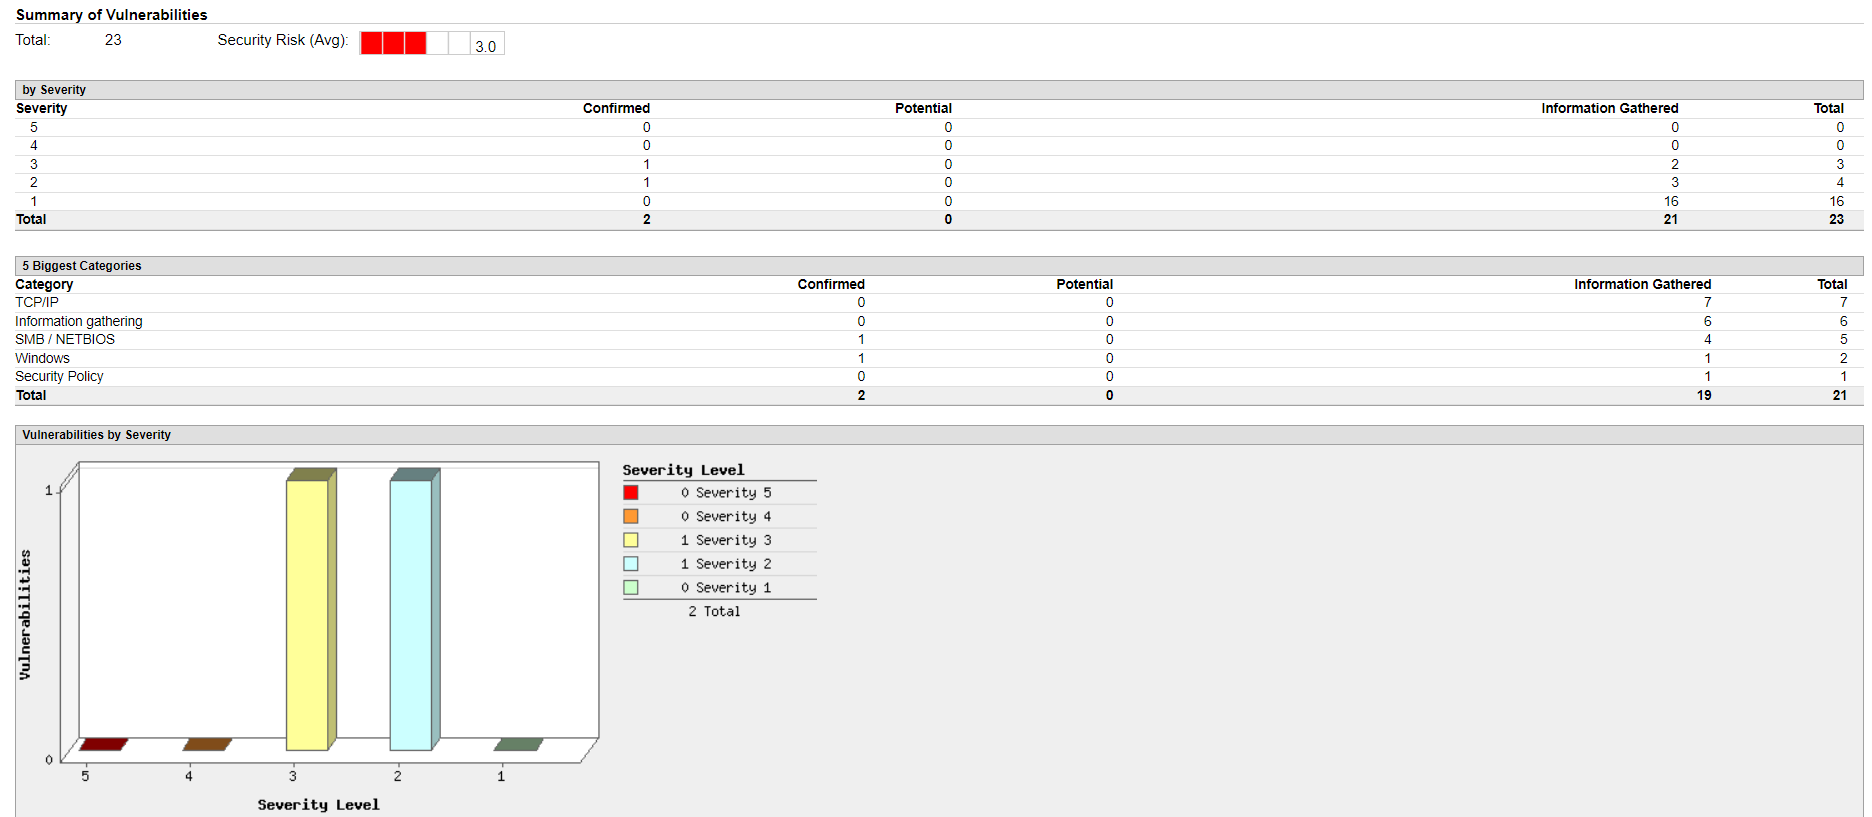 Summary of Vulnerabilities
Total: 23 Security Risk (Avg): 3.0
by Severity
Severity Confirmed Potential Information Gathered Total
5 0 0 0 0
4 0 0 0 0
3 1 0 2 3
2 1 0 3 4
1 0 0 16 16
Total 2 0 21 23
5 Biggest Categories
Category Confirmed Potential Information Gathered Total
TCP/IP 0 0 7 7
Information gathering 0 0 6 6
SMB / NETBIOS 1 0 4 5
Windows 1 0 1 2
Security Policy 0 0 1 1
Total 2 0 19 21
Vulnerabilities by Severity
1
0
Vulnerabilities
5 4 3 2 1
Severity Level
Severity Level
0 Severity 5
0 Severity 4
1 Severity 3
1 Severity 2
0 Severity 1
2 Total